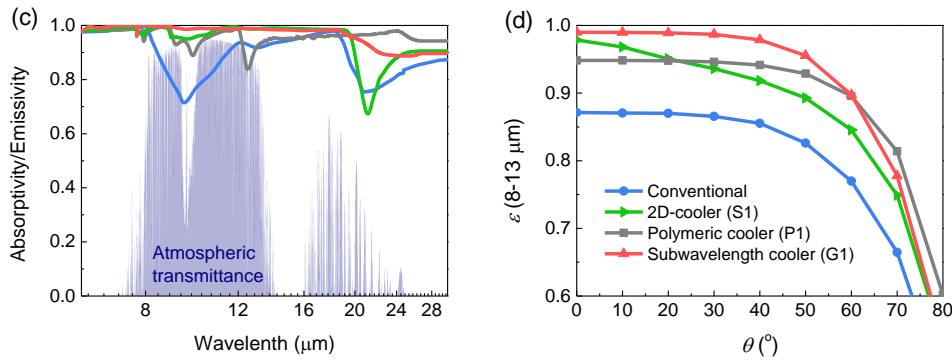 (c)
Absorptivity/Emissivity
1.0
0.8
0.6
0.4
0.2
0.0
Atmospheric
transmittance
8
12
16
20
24
28
Wavelenth (μm)
(d)
ε (8-13 μm)
1.0
0.9
0.8
0.7
0.6
Conventional
2D-cooler (S1)
Polymeric cooler (P1)
Subwavelength cooler (G1)
0 10 20 30 40 50 60 70 80
θ (°)